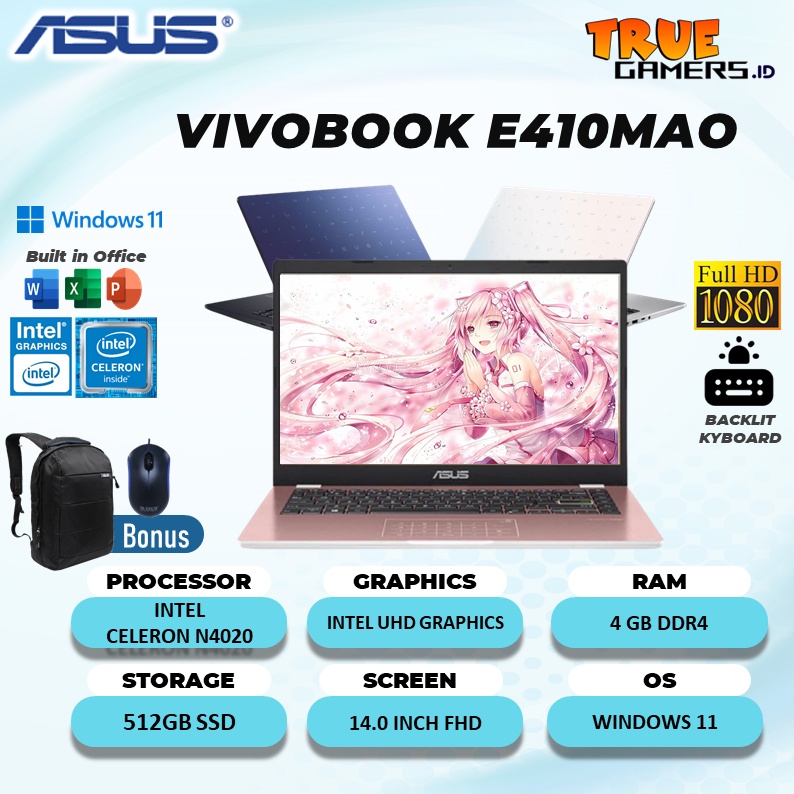 ASUS®
TRUE
GAMERS.ID
VIVOBOOK E410MAO
Windows 11
Built in Office
W X P
Full HD
1080
intel
GRAPHICS
intel
intel
CELERON®
inside™
BACKLIT
KYBOARD
01
ASUS
Bonus
PROCESSOR
INTEL
CELERON N4020
GRAPHICS
INTEL UHD GRAPHICS
RAM
4 GB DDR4
STORAGE
512GB SSD
SCREEN
14.0 INCH FHD
OS
WINDOWS 11